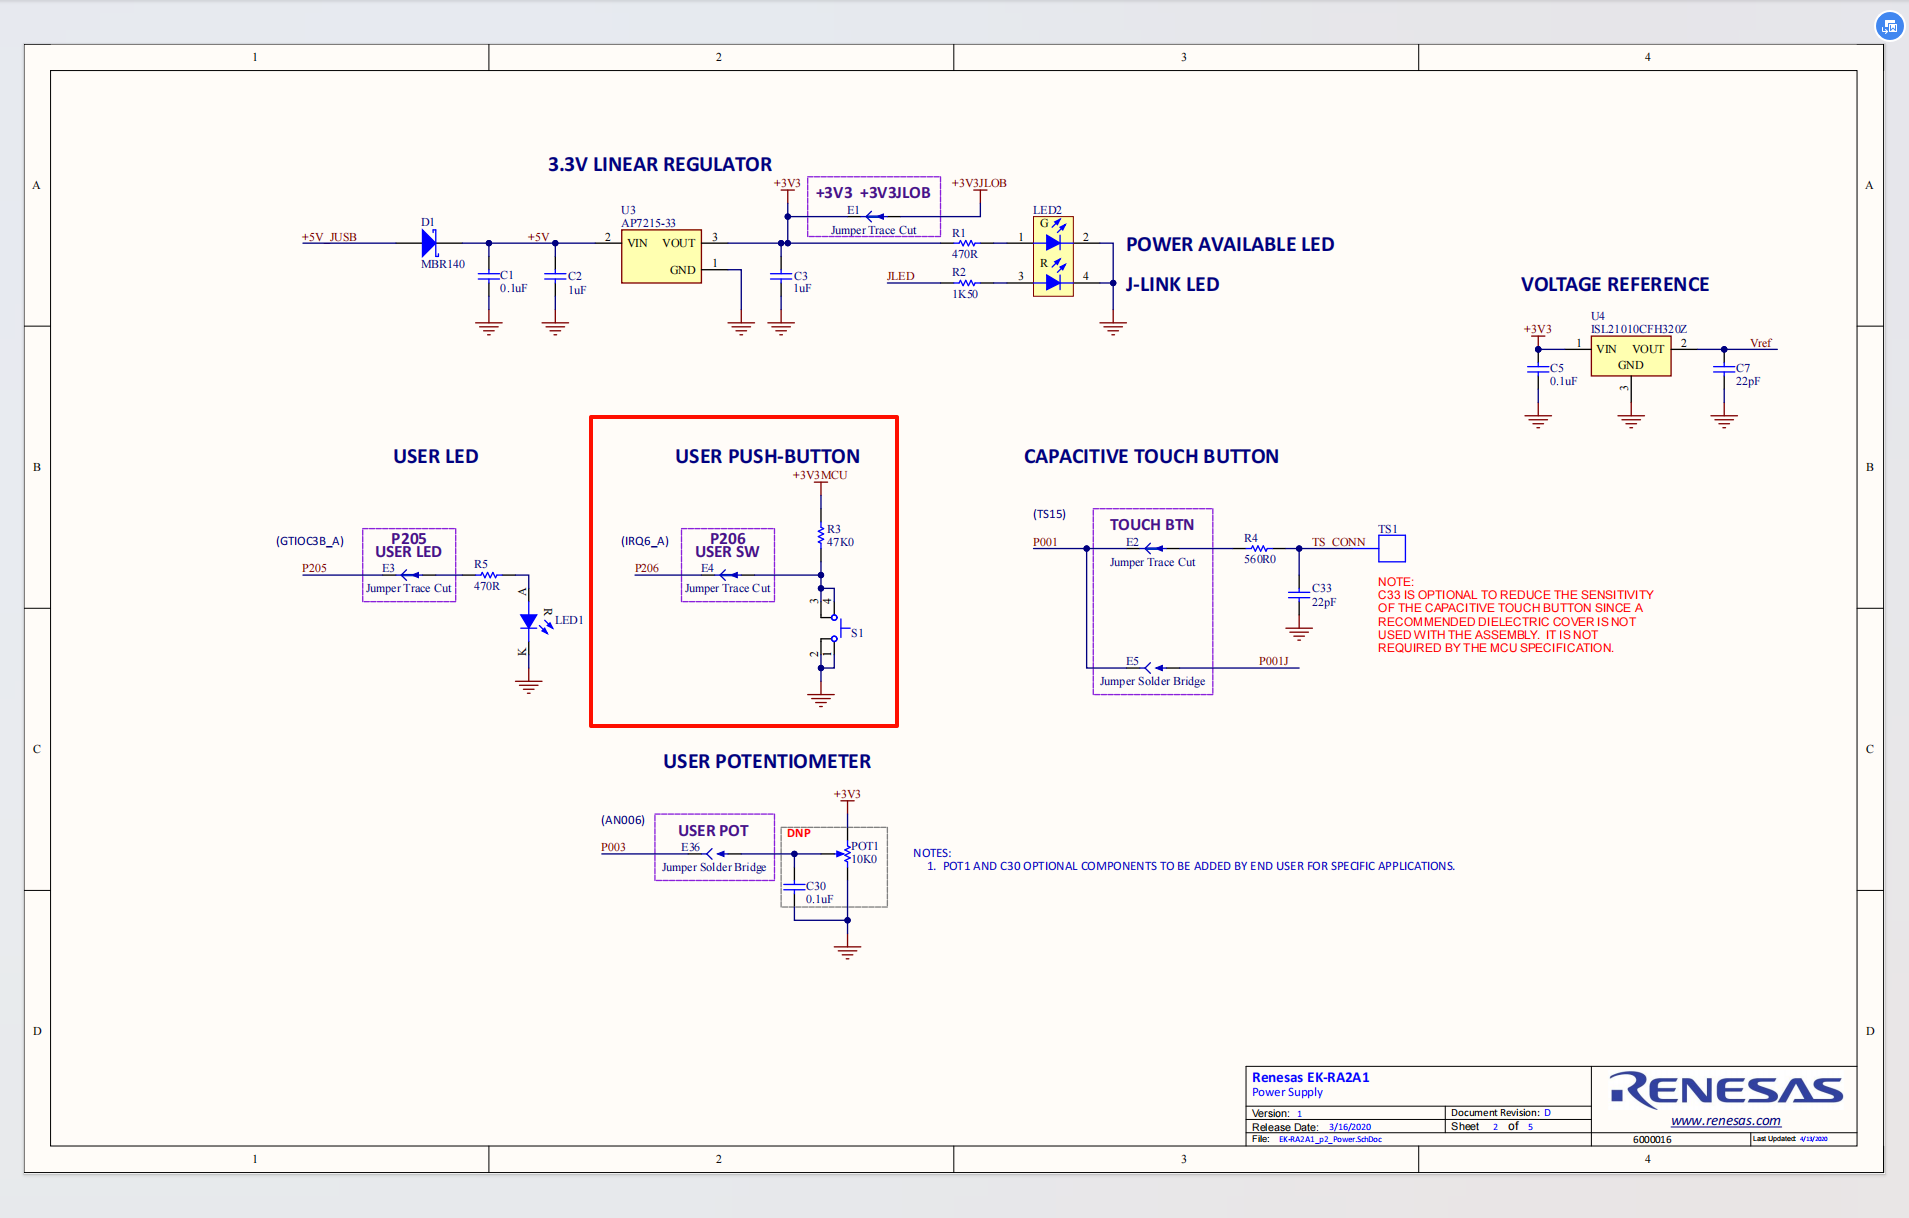 1 2 3 4
A A
3.3V LINEAR REGULATOR
+3V3
+3V3 +3V3JLOB
E1
Jumper Trace Cut
+3V3JLOB
+5V JUSB
D1
MBR140
C1
0.1uF
+5V
C2
1uF
U3
AP7215-33
2 VIN VOUT 3
GND 1
C3
1uF
R1
470R
JLED
R2
1K50
LED2
1 G 2
R
3 4
POWER AVAILABLE LED
J-LINK LED
VOLTAGE REFERENCE
+3V3
C5
0.1uF
U4
ISL21010CFH320Z
1 VIN VOUT 2
GND
3
Vref
C7
22pF
B B
USER LED
(GTIOC3B_A)
P205
P205
USER LED
E3
Jumper Trace Cut
R5
470R
A
R
LED1
K
USER PUSH-BUTTON
+3V3MCU
R3
47K0
(IRQ6_A)
P206
P206
USER SW
E4
Jumper Trace Cut
3 4
S1
2 1
CAPACITIVE TOUCH BUTTON
(TS15)
P001
TOUCH BTN
E2
Jumper Trace Cut
R4
560R0
TS CONN
TS1
C33
22pF
E5
Jumper Solder Bridge
P001J
NOTE:
C33 IS OPTIONAL TO REDUCE THE SENSITIVITY
OF THE CAPACITIVE TOUCH BUTTON SINCE A
RECOMMENDED DIELECTRIC COVER IS NOT
USED WITH THE ASSEMBLY. IT IS NOT
REQUIRED BY THE MCU SPECIFICATION.
C C
USER POTENTIOMETER
+3V3
(AN006)
P003
USER POT
E36
Jumper Solder Bridge
DNP
POT1
10K0
C30
0.1uF
NOTES:
1. POT1 AND C30 OPTIONAL COMPONENTS TO BE ADDED BY END USER FOR SPECIFIC APPLICATIONS.
D D
Renesas EK-RA2A1
Power Supply
Version: 1
Document Revision: D
Release Date: 3/16/2020
Sheet 2 of 5
File: EK-RA2A1_p2_Power.SchDoc
RENESAS
www.renesas.com
6000016
Last Updated: 4/13/2020
1 2 3 4